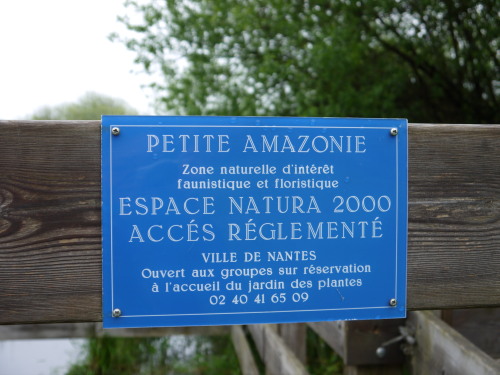 PETITE AMAZONIE
Zone naturelle d'intérêt
faunistique et floristique
ESPACE NATURA 2000
ACCÉS RÉGLEMENTÉ
VILLE DE NANTES
Ouvert aux groupes sur réservation
à l'accueil du jardin des plantes
02 40 41 65 09